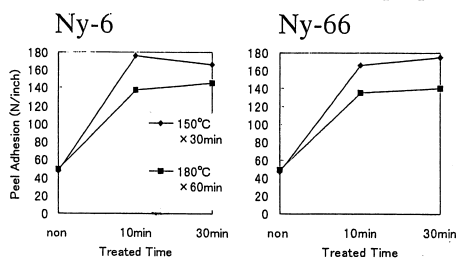 Ny-6
Ny-66
Peel Adhesion (N/inch)
180
160
140
120
100
80
60
40
20
0
150℃
×30min
180℃
×60min
non 10min 30min
Treated Time
180
160
140
120
100
80
60
40
20
0
non 10min 30min
Treated Time